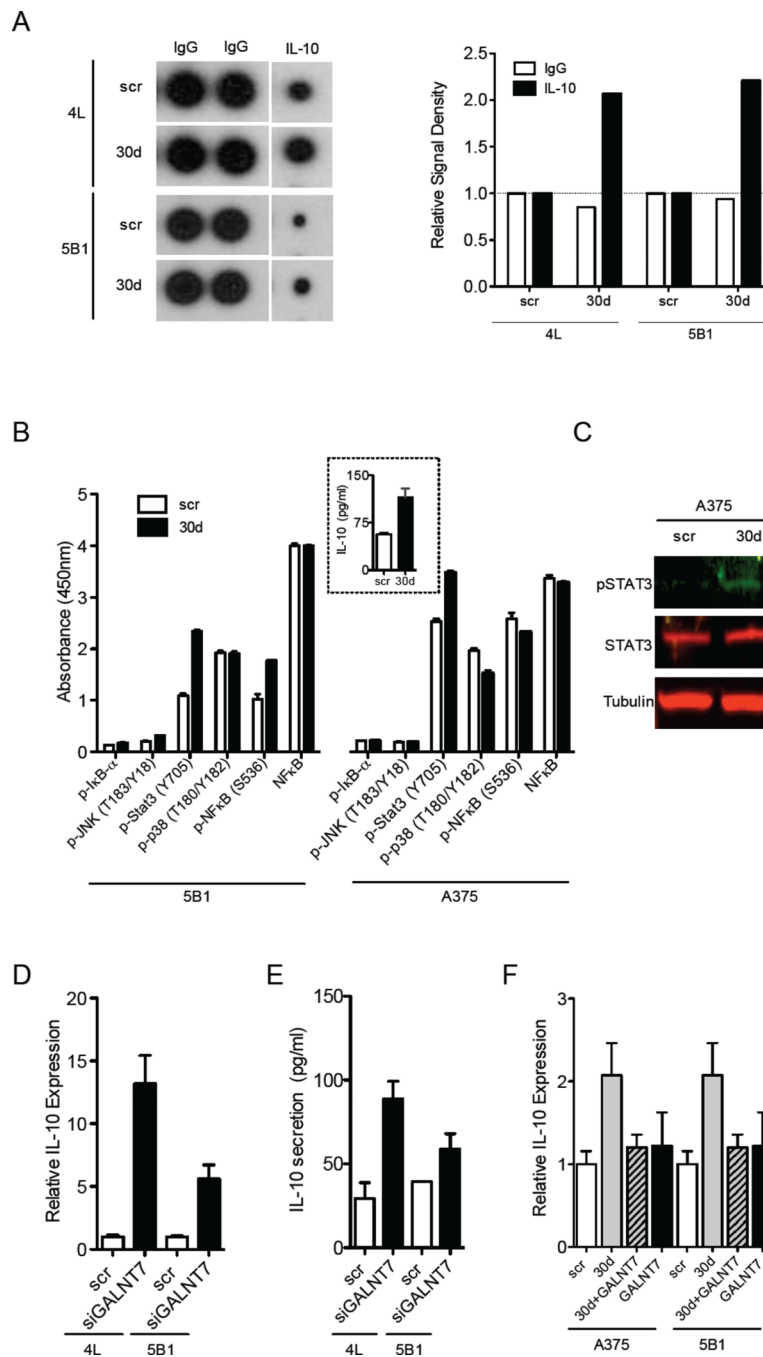 A
IgG IgG IL-10
4L
scr
30d
5B1
scr
30d
Relative Signal Density
2.5
2.0
1.5
1.0
0.5
0.0
IgG
IL-10
scr 30d scr 30d
4L 5B1
B
Absorbance (450nm)
5
4
3
2
1
0
scr
30d
IL-10 (pg/ml)
150
75
0
scr 30d
p-IκB-α
p-JNK (T183/Y18)
p-Stat3 (Y705)
p-p38 (T180/Y182)
p-NFκB (S536)
NFκB
5B1
p-IκB-α
p-JNK (T183/Y18)
p-Stat3 (Y705)
p-p38 (T180/Y182)
p-NFκB (S536)
NFκB
A375
C
A375
scr 30d
pSTAT3
STAT3
Tubulin
D
Relative IL-10 Expression
20
15
10
5
0
scr
siGALNT7
scr
siGALNT7
4L 5B1
E
IL-10 secretion (pg/ml)
150
100
50
0
scr
siGALNT7
scr
siGALNT7
4L 5B1
F
Relative IL-10 Expression
3
2
1
0
scr
30d
30d+GALNT7
GALNT7
scr
30d
30d+GALNT7
GALNT7
A375 5B1